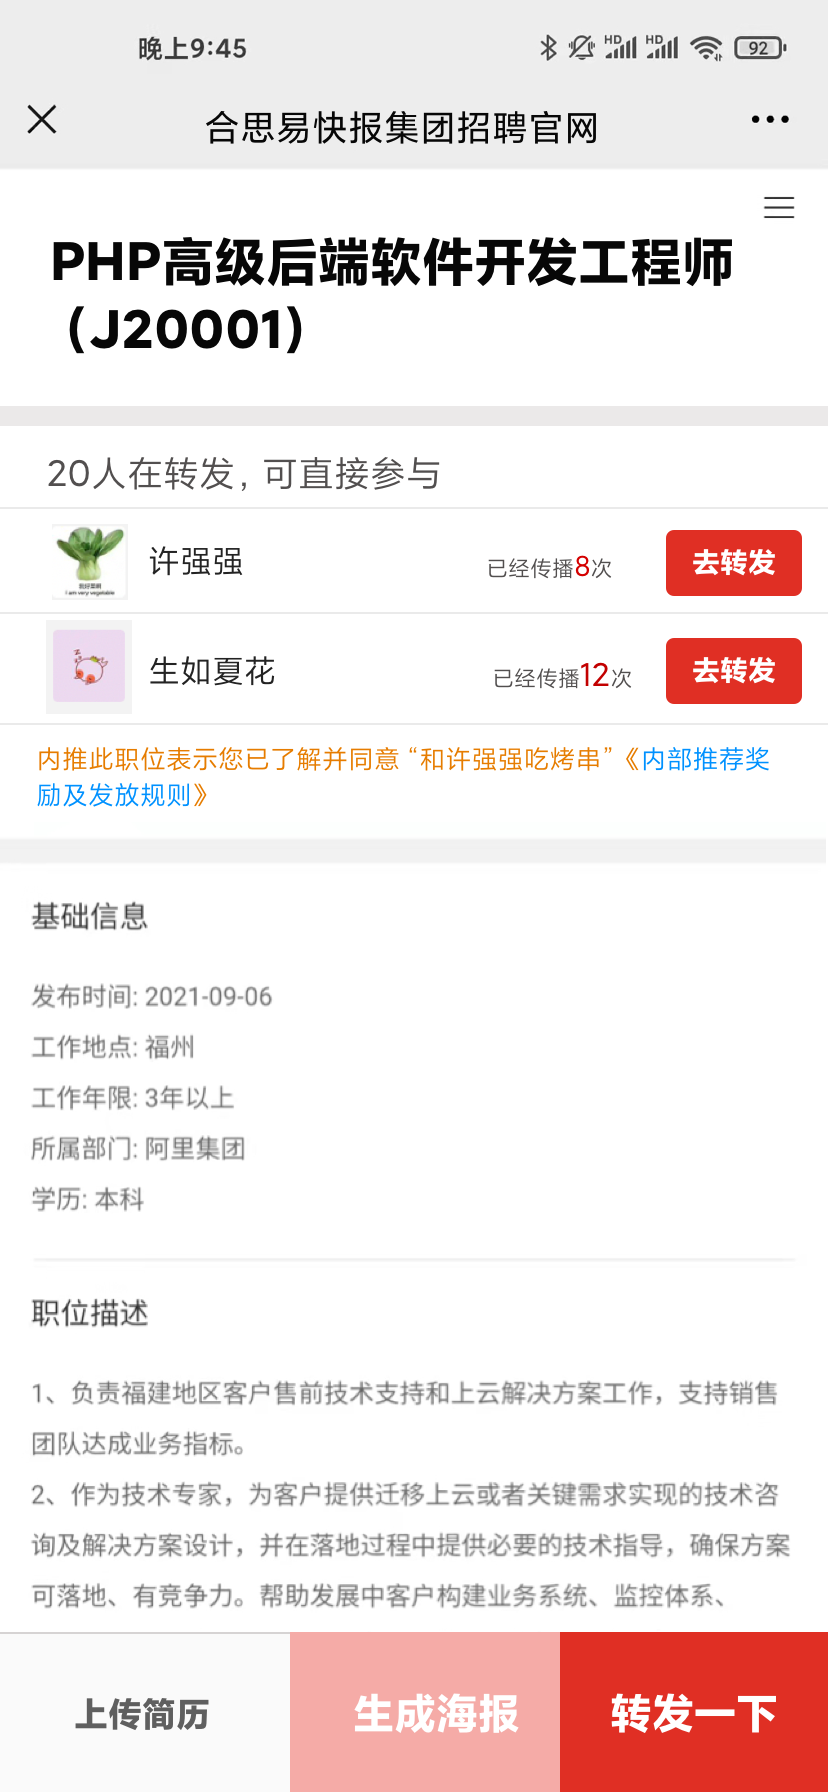 晚上9:45
HD HD 92
合思易快报集团招聘官网
PHP高级后端软件开发工程师
（J20001）
20人在转发，可直接参与
许强强 已经传播8次 去转发
I am very vegetable
生如夏花 已经传播12次 去转发
内推此职位表示您已了解并同意 “和许强强吃烤串”《内部推荐奖
励及发放规则》
基础信息
发布时间: 2021-09-06
工作地点: 福州
工作年限: 3年以上
所属部门: 阿里集团
学历: 本科
职位描述
1、负责福建地区客户售前技术支持和上云解决方案工作，支持销售
团队达成业务指标。
2、作为技术专家，为客户提供迁移上云或者关键需求实现的技术咨
询及解决方案设计，并在落地过程中提供必要的技术指导，确保方案
可落地、有竞争力。帮助发展中客户构建业务系统、监控体系、
上传简历 生成海报 转发一下